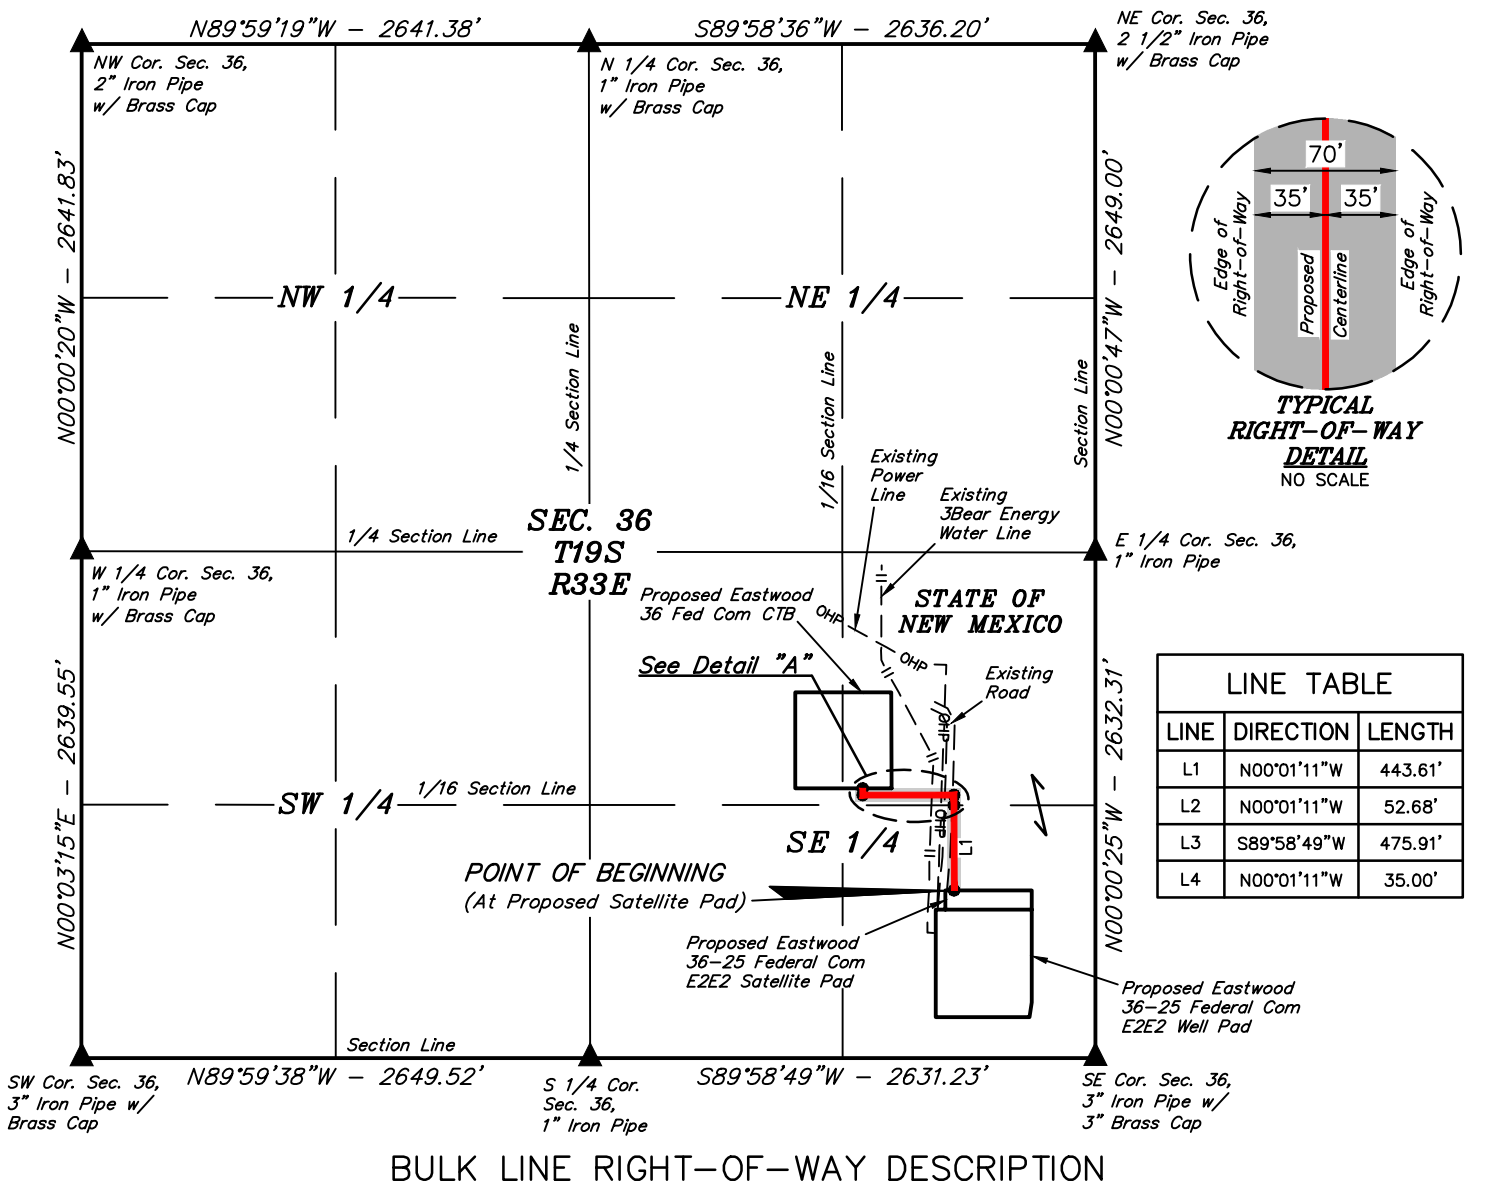 N89°59'19"W - 2641.38'
S89°58'36"W - 2636.20'
NE Cor. Sec. 36,
2 1/2" Iron Pipe
w/ Brass Cap
NW Cor. Sec. 36,
2" Iron Pipe
w/ Brass Cap
N 1/4 Cor. Sec. 36,
1" Iron Pipe
w/ Brass Cap
N00°00'20"W - 2641.83'
N00°00'47"W - 2649.00'
70'
35'
35'
Edge of
Right-of-Way
Proposed
Centerline
Edge of
Right-of-Way
TYPICAL
RIGHT-OF-WAY
DETAIL
NO SCALE
NW 1/4
NE 1/4
1/4 Section Line
1/16 Section Line
Section Line
Existing
Power
Line
Existing
3Bear Energy
Water Line
SEC. 36
T19S
R33E
1/4 Section Line
E 1/4 Cor. Sec. 36,
1" Iron Pipe
W 1/4 Cor. Sec. 36,
1" Iron Pipe
w/ Brass Cap
Proposed Eastwood
36 Fed Com CTB
OHP
STATE OF
NEW MEXICO
OHP
See Detail "A"
Existing
Road
OHP
N00°03'15"E - 2639.55'
N00°00'25"W - 2632.31'
LINE TABLE
LINE DIRECTION LENGTH
L1 N00°01'11"W 443.61'
L2 N00°01'11"W 52.68'
L3 S89°58'49"W 475.91'
L4 N00°01'11"W 35.00'
1/16 Section Line
SW 1/4
SE 1/4
OHP
L1
POINT OF BEGINNING
(At Proposed Satellite Pad)
Proposed Eastwood
36-25 Federal Com
E2E2 Satellite Pad
Proposed Eastwood
36-25 Federal Com
E2E2 Well Pad
Section Line
N89°59'38"W - 2649.52'
S89°58'49"W - 2631.23'
SW Cor. Sec. 36,
3" Iron Pipe w/
Brass Cap
S 1/4 Cor.
Sec. 36,
1" Iron Pipe
SE Cor. Sec. 36,
3" Iron Pipe w/
3" Brass Cap
BULK LINE RIGHT-OF-WAY DESCRIPTION